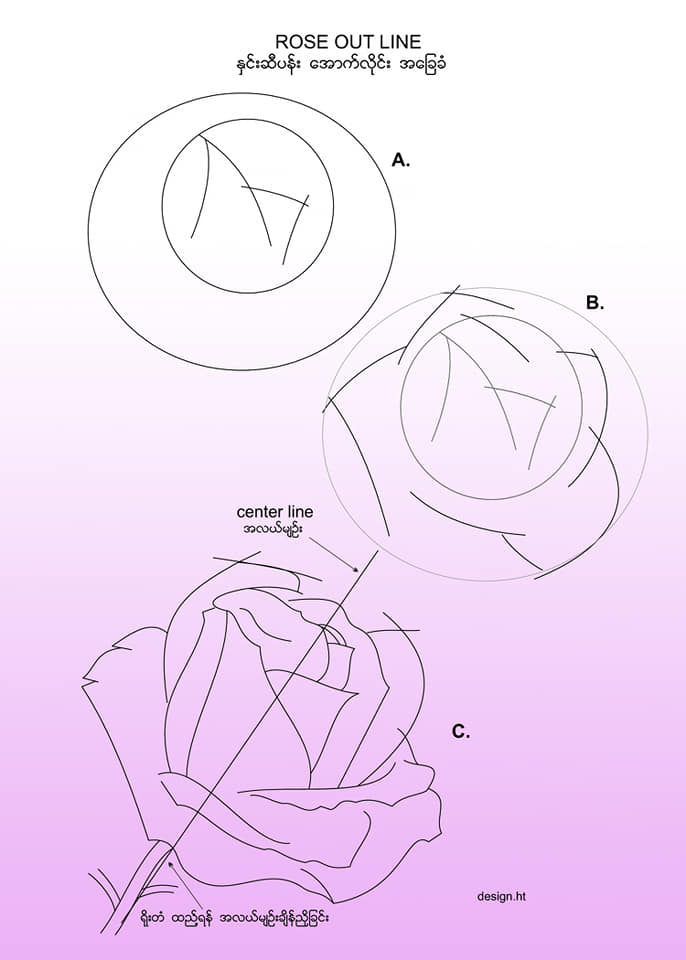 ROSE OUT LINE
နှင်းဆီပန်း အောက်လိုင်း အခြေခံ
A.
B.
center line
အလယ်မျဉ်း
C.
design.ht
ရိုးတံ ထည့်ရန် အလယ်မျဉ်းချိန်ညှိခြင်း